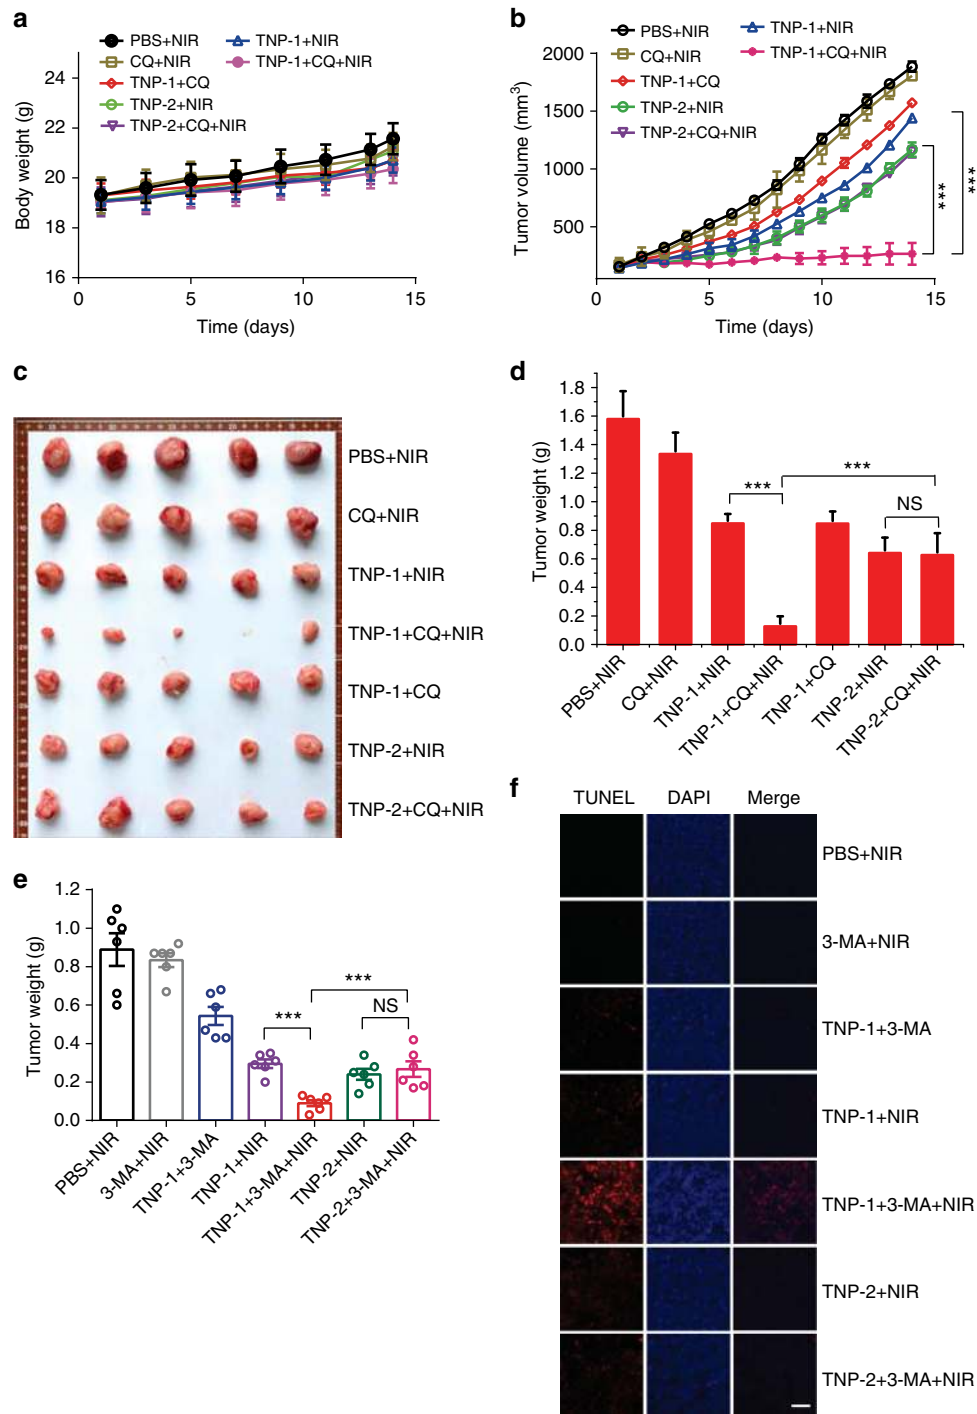 a
PBS+NIR
CQ+NIR
TNP-1+CQ
TNP-2+NIR
TNP-2+CQ+NIR
TNP-1+NIR
TNP-1+CQ+NIR
Body weight (g)
24
22
20
18
16
0 5 10 15
Time (days)
b
PBS+NIR
CQ+NIR
TNP-1+CQ
TNP-2+NIR
TNP-2+CQ+NIR
TNP-1+NIR
TNP-1+CQ+NIR
Tumor volume (mm³)
2000
1500
1000
500
0 5 10 15
Time (days)
***
***
c
PBS+NIR
CQ+NIR
TNP-1+NIR
TNP-1+CQ+NIR
TNP-1+CQ
TNP-2+NIR
TNP-2+CQ+NIR
d
Tumor weight (g)
1.8
1.6
1.4
1.2
1.0
0.8
0.6
0.4
0.2
0.0
***
***
NS
PBS+NIR
CQ+NIR
TNP-1+NIR
TNP-1+CQ+NIR
TNP-1+CQ
TNP-2+NIR
TNP-2+CQ+NIR
e
Tumor weight (g)
1.2
1.0
0.8
0.6
0.4
0.2
0.0
***
***
NS
PBS+NIR
3-MA+NIR
TNP-1+3-MA
TNP-1+NIR
TNP-1+3-MA+NIR
TNP-2+NIR
TNP-2+3-MA+NIR
f
TUNEL DAPI Merge
PBS+NIR
3-MA+NIR
TNP-1+3-MA
TNP-1+NIR
TNP-1+3-MA+NIR
TNP-2+NIR
TNP-2+3-MA+NIR